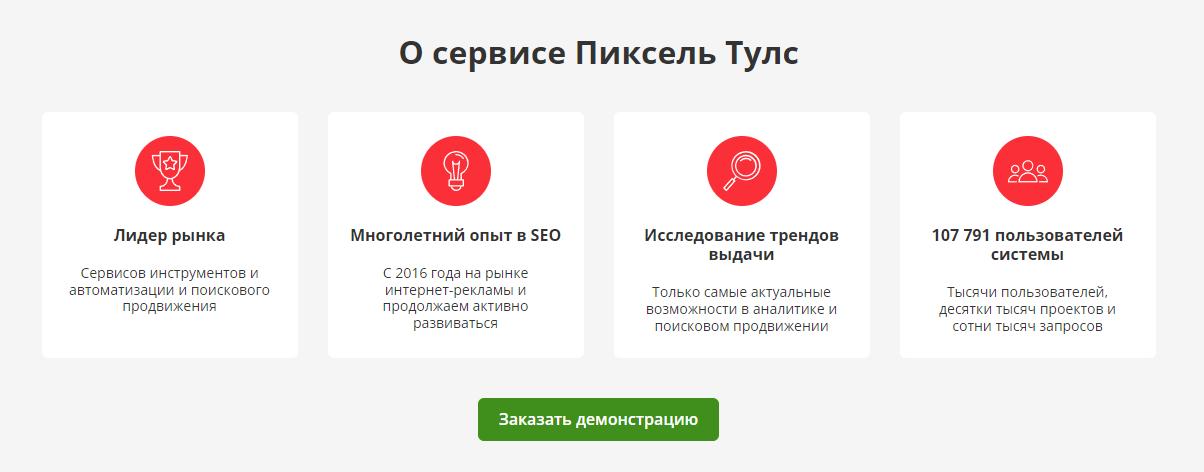 О сервисе Пиксель Тулс
Лидер рынка
Сервисов инструментов и
автоматизации и поискового
продвижения
Многолетний опыт в SEO
С 2016 года на рынке
интернет-рекламы и
продолжаем активно
развиваться
Исследование трендов
выдачи
Только самые актуальные
возможности в аналитике и
поисковом продвижении
107 791 пользователей
системы
Тысячи пользователей,
десятки тысяч проектов и
сотни тысяч запросов
Заказать демонстрацию